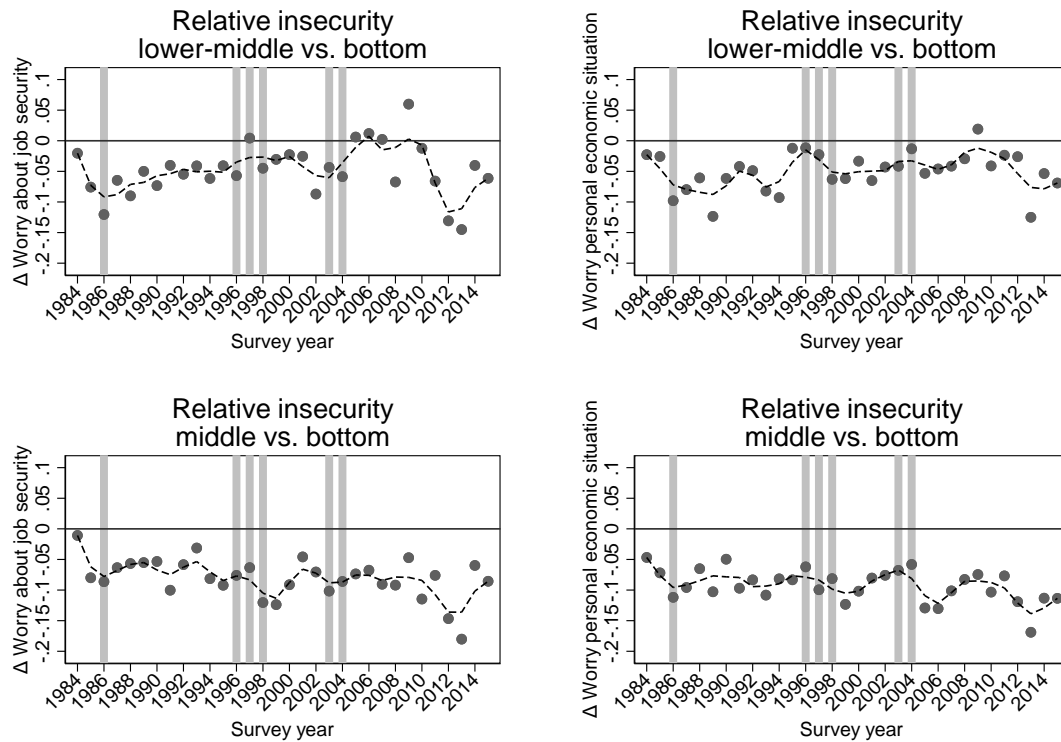 Relative insecurity
lower-middle vs. bottom
Δ Worry about job security
-.2 -.15 -.1 -.05 0 .05 .1
1984 1986 1988 1990 1992 1994 1996 1998 2000 2002 2004 2006 2008 2010 2012 2014
Survey year
Relative insecurity
lower-middle vs. bottom
Δ Worry personal economic situation
-.2 -.15 -.1 -.05 0 .05 .1
1984 1986 1988 1990 1992 1994 1996 1998 2000 2002 2004 2006 2008 2010 2012 2014
Survey year
Relative insecurity
middle vs. bottom
Δ Worry about job security
-.2 -.15 -.1 -.05 0 .05 .1
1984 1986 1988 1990 1992 1994 1996 1998 2000 2002 2004 2006 2008 2010 2012 2014
Survey year
Relative insecurity
middle vs. bottom
Δ Worry personal economic situation
-.2 -.15 -.1 -.05 0 .05 .1
1984 1986 1988 1990 1992 1994 1996 1998 2000 2002 2004 2006 2008 2010 2012 2014
Survey year